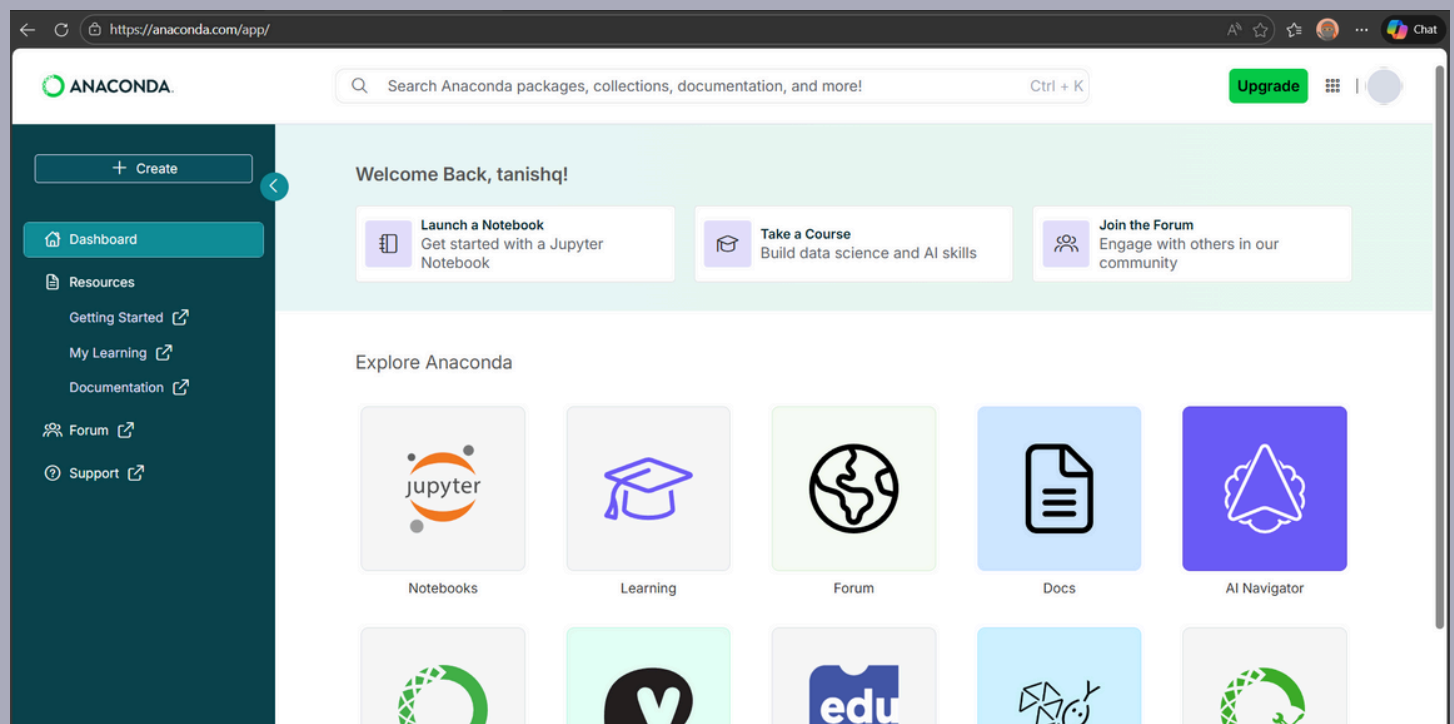 https://anaconda.com/app/
Chat
ANACONDA.
Search Anaconda packages, collections, documentation, and more!
Ctrl + K
Upgrade
+ Create
Dashboard
Resources
Getting Started
My Learning
Documentation
Forum
Support
Welcome Back, tanishq!
Launch a Notebook
Get started with a Jupyter
Notebook
Take a Course
Build data science and AI skills
Join the Forum
Engage with others in our
community
Explore Anaconda
jupyter
Notebooks
Learning
Forum
Docs
AI Navigator
edu